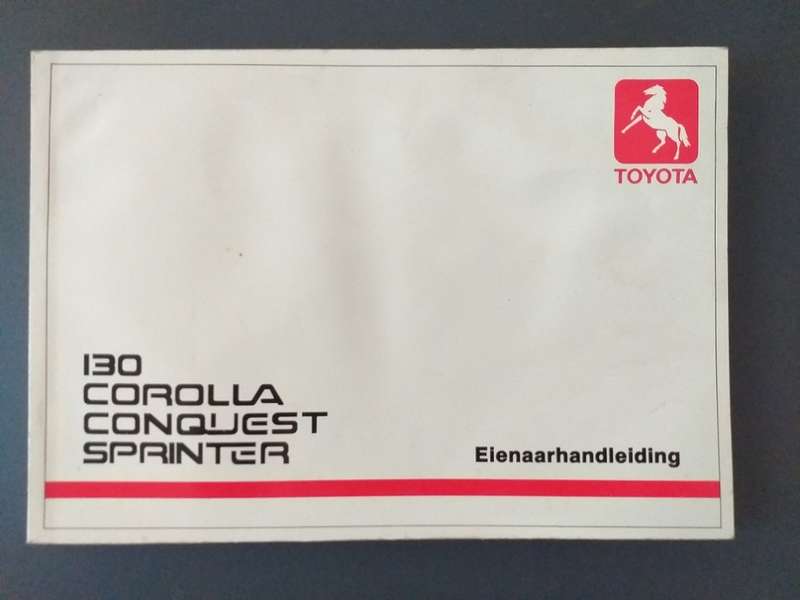 TOYOTA
130
COROLLA
CONQUEST
SPRINTER
Eienaarhandleiding